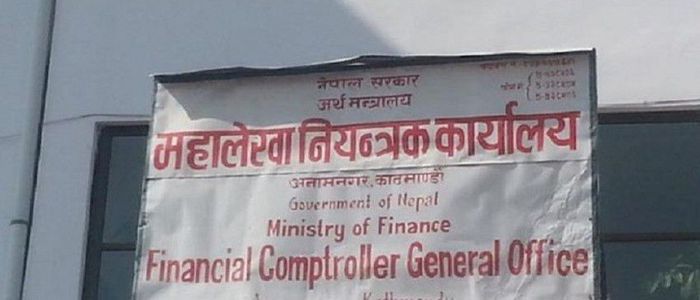 नेपाल सरकार
अर्थ मन्त्रालय
महालेखा नियन्त्रक कार्यालय
अनामनगर, काठमाण्डौ
Government of Nepal
Ministry of Finance
Financial Comptroller General Office